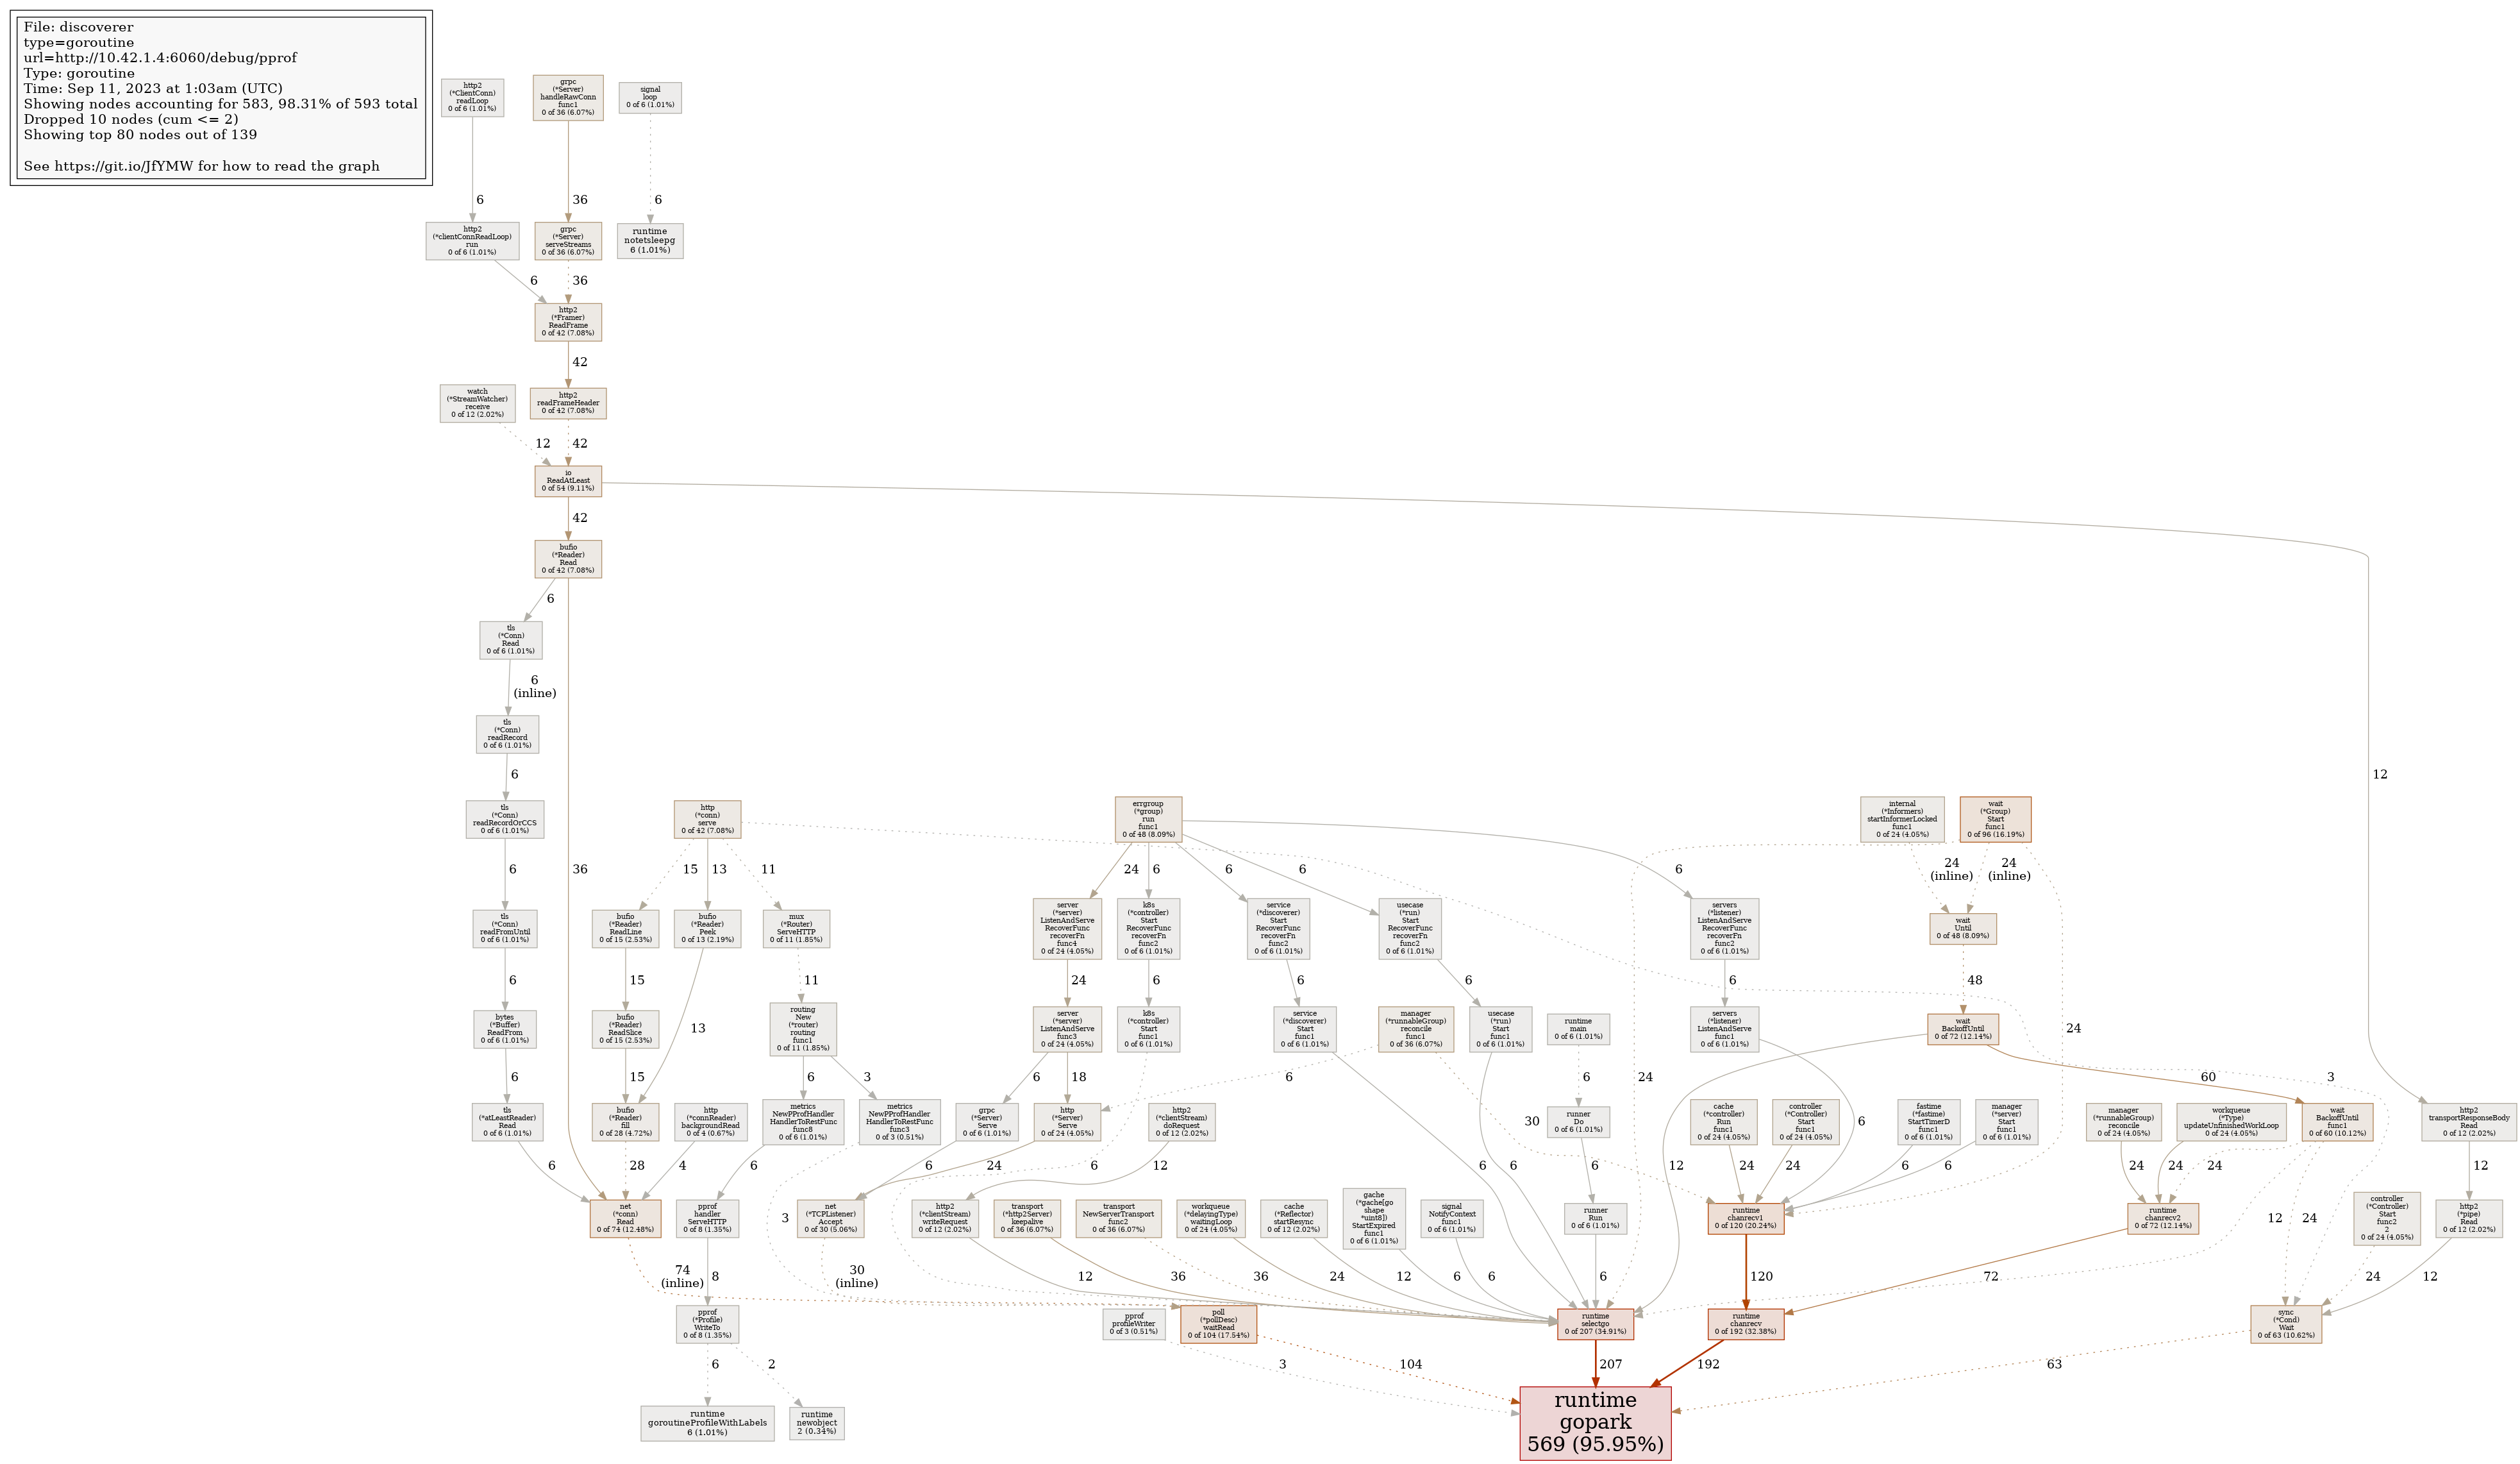 File: discoverer
type=goroutine
url=http://10.42.1.4:6060/debug/pprof
Type: goroutine
Time: Sep 11, 2023 at 1:03am (UTC)
Showing nodes accounting for 583, 98.31% of 593 total
Dropped 10 nodes (cum <= 2)
Showing top 80 nodes out of 139
See https://git.io/JfYMW for how to read the graph
http2
(*ClientConn)
readLoop
0 of 6 (1.01%)
grpc
(*Server)
handleRawConn
func1
0 of 36 (6.07%)
signal
loop
0 of 6 (1.01%)
6
36
6
http2
(*clientConnReadLoop)
run
0 of 6 (1.01%)
grpc
(*Server)
serveStreams
0 of 36 (6.07%)
runtime
notetsleepg
6 (1.01%)
6
36
http2
(*Framer)
ReadFrame
0 of 42 (7.08%)
42
watch
(*StreamWatcher)
receive
0 of 12 (2.02%)
http2
readFrameHeader
0 of 42 (7.08%)
12
42
io
ReadAtLeast
0 of 54 (9.11%)
42
12
bufio
(*Reader)
Read
0 of 42 (7.08%)
6
36
tls
(*Conn)
Read
0 of 6 (1.01%)
6
(inline)
tls
(*Conn)
readRecord
0 of 6 (1.01%)
6
tls
(*Conn)
readRecordOrCCS
0 of 6 (1.01%)
6
http
(*conn)
serve
0 of 42 (7.08%)
15
13
11
3
errgroup
(*group)
run
func1
0 of 48 (8.09%)
24
6
6
6
6
internal
(*Informers)
startInformerLocked
func1
0 of 24 (4.05%)
24
(inline)
wait
(*Group)
Start
func1
0 of 96 (16.19%)
24
(inline)
24
24
tls
(*Conn)
readFromUntil
0 of 6 (1.01%)
6
bufio
(*Reader)
ReadLine
0 of 15 (2.53%)
15
bufio
(*Reader)
Peek
0 of 13 (2.19%)
13
mux
(*Router)
ServeHTTP
0 of 11 (1.85%)
11
server
(*server)
ListenAndServe
RecoverFunc
recoverFn
func4
0 of 24 (4.05%)
24
k8s
(*controller)
Start
RecoverFunc
recoverFn
func2
0 of 6 (1.01%)
6
service
(*discoverer)
Start
RecoverFunc
recoverFn
func2
0 of 6 (1.01%)
6
usecase
(*run)
Start
RecoverFunc
recoverFn
func2
0 of 6 (1.01%)
6
servers
(*listener)
ListenAndServe
RecoverFunc
recoverFn
func2
0 of 6 (1.01%)
6
wait
Until
0 of 48 (8.09%)
48
bytes
(*Buffer)
ReadFrom
0 of 6 (1.01%)
6
bufio
(*Reader)
ReadSlice
0 of 15 (2.53%)
15
routing
New
(*router)
routing
func1
0 of 11 (1.85%)
6
3
server
(*server)
ListenAndServe
func3
0 of 24 (4.05%)
6
18
k8s
(*controller)
Start
func1
0 of 6 (1.01%)
6
service
(*discoverer)
Start
func1
0 of 6 (1.01%)
6
manager
(*runnableGroup)
reconcile
func1
0 of 36 (6.07%)
6
30
usecase
(*run)
Start
func1
0 of 6 (1.01%)
6
runtime
main
0 of 6 (1.01%)
6
servers
(*listener)
ListenAndServe
func1
0 of 6 (1.01%)
6
wait
BackoffUntil
0 of 72 (12.14%)
12
60
tls
(*atLeastReader)
Read
0 of 6 (1.01%)
6
bufio
(*Reader)
fill
0 of 28 (4.72%)
28
http
(*connReader)
backgroundRead
0 of 4 (0.67%)
4
metrics
NewPProfHandler
HandlerToRestFunc
func8
0 of 6 (1.01%)
6
metrics
NewPProfHandler
HandlerToRestFunc
func3
0 of 3 (0.51%)
3
grpc
(*Server)
Serve
0 of 6 (1.01%)
6
http
(*Server)
Serve
0 of 24 (4.05%)
24
http2
(*clientStream)
doRequest
0 of 12 (2.02%)
12
runner
Do
0 of 6 (1.01%)
6
cache
(*controller)
Run
func1
0 of 24 (4.05%)
24
controller
(*Controller)
Start
func1
0 of 24 (4.05%)
24
fastime
(*fastime)
StartTimerD
func1
0 of 6 (1.01%)
6
manager
(*server)
Start
func1
0 of 6 (1.01%)
6
manager
(*runnableGroup)
reconcile
0 of 24 (4.05%)
24
workqueue
(*Type)
updateUnfinishedWorkLoop
0 of 24 (4.05%)
24
wait
BackoffUntil
func1
0 of 60 (10.12%)
24
12
24
http2
transportResponseBody
Read
0 of 12 (2.02%)
12
net
(*conn)
Read
0 of 74 (12.48%)
74
(inline)
pprof
handler
ServeHTTP
0 of 8 (1.35%)
8
net
(*TCPListener)
Accept
0 of 30 (5.06%)
30
(inline)
http2
(*clientStream)
writeRequest
0 of 12 (2.02%)
12
transport
(*http2Server)
keepalive
0 of 36 (6.07%)
36
transport
NewServerTransport
func2
0 of 36 (6.07%)
36
workqueue
(*delayingType)
waitingLoop
0 of 24 (4.05%)
24
cache
(*Reflector)
startResync
0 of 12 (2.02%)
12
gache
(*gache[go
shape
*uint8])
StartExpired
func1
0 of 6 (1.01%)
6
signal
NotifyContext
func1
0 of 6 (1.01%)
6
runner
Run
0 of 6 (1.01%)
6
runtime
chanrecv1
0 of 120 (20.24%)
120
runtime
chanrecv2
0 of 72 (12.14%)
72
controller
(*Controller)
Start
func2
2
0 of 24 (4.05%)
24
http2
(*pipe)
Read
0 of 12 (2.02%)
12
pprof
(*Profile)
WriteTo
0 of 8 (1.35%)
6
2
pprof
profileWriter
0 of 3 (0.51%)
3
poll
(*pollDesc)
waitRead
0 of 104 (17.54%)
104
runtime
selectgo
0 of 207 (34.91%)
207
runtime
chanrecv
0 of 192 (32.38%)
192
sync
(*Cond)
Wait
0 of 63 (10.62%)
63
runtime
goroutineProfileWithLabels
6 (1.01%)
runtime
newobject
2 (0.34%)
runtime
gopark
569 (95.95%)